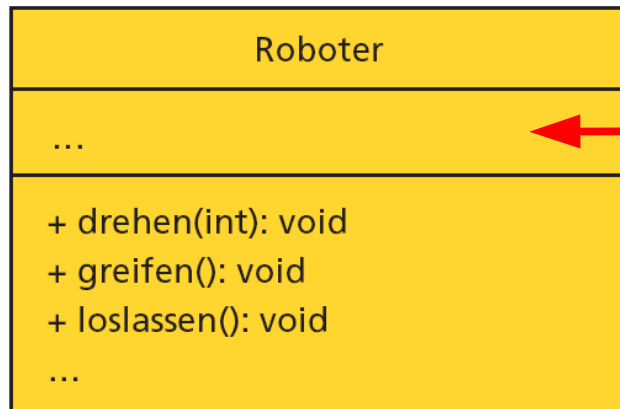 Roboter
...
+ drehen(int): void
+ greifen(): void
+ loslassen(): void
...